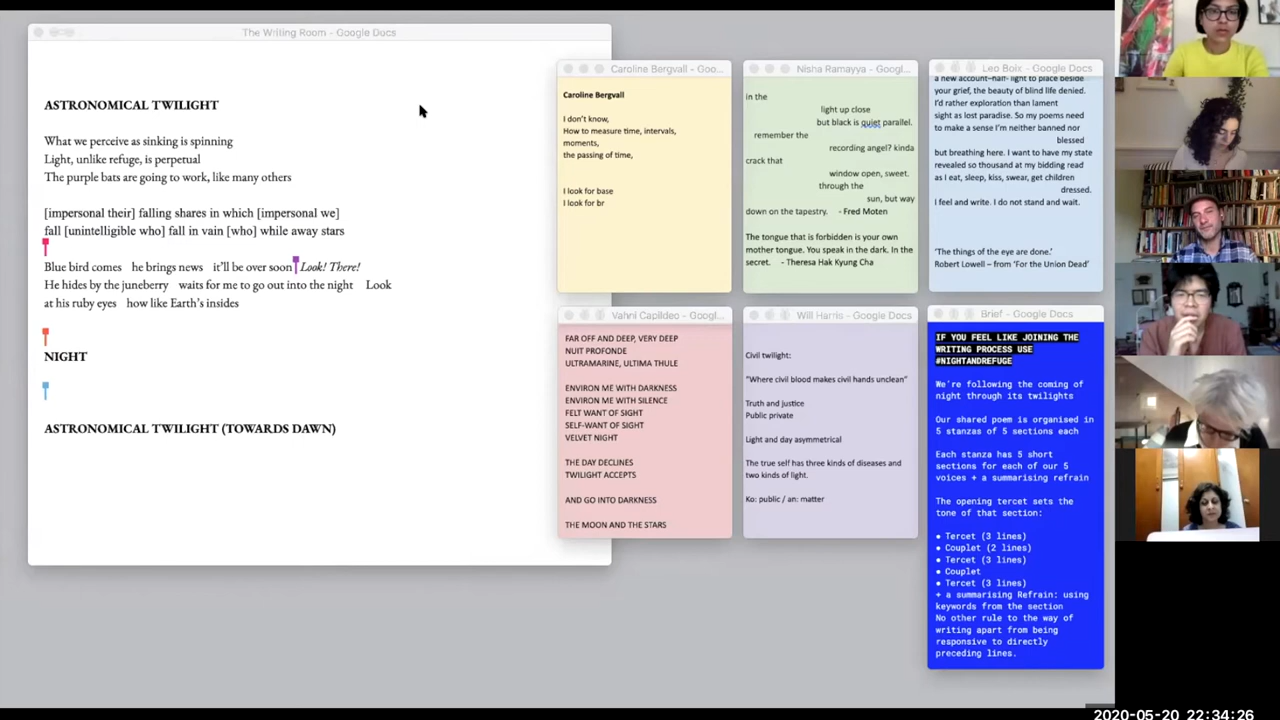 The Writing Room - Google Docs
ASTRONOMICAL TWILIGHT
What we perceive as sinking is spinning
Light, unlike refuge, is perpetual
The purple bats are going to work, like many others
[impersonal their] falling shares in which [impersonal we]
fall [unintelligible who] fall in vain [who] while away stars
Blue bird comes he brings news it'll be over soon Look! There!
He hides by the juneberry waits for me to go out into the night Look
at his ruby eyes how like Earth's insides
NIGHT
ASTRONOMICAL TWILIGHT (TOWARDS DAWN)
Caroline Bergvall - Goo...
Caroline Bergvall
I don't know,
How to measure time, intervals,
moments,
the passing of time,
I look for base
I look for br
Nisha Ramayya - Googl...
in the
light up close
but black is quiet parallel.
remember the
recording angel? kinda
crack that
window open, sweet.
through the
sun, but way
down on the tapestry. - Fred Moten
The tongue that is forbidden is your own
mother tongue. You speak in the dark. In the
secret. - Theresa Hak Kyung Cha
Leo Boix - Google Docs
a new account–half- light to place beside
your grief, the beauty of blind life denied.
I'd rather exploration than lament
sight as lost paradise. So my poems need
to make a sense I'm neither banned nor
blessed
but breathing here. I want to have my state
revealed so thousand at my bidding read
as I eat, sleep, kiss, swear, get children
dressed.
I feel and write. I do not stand and wait.
'The things of the eye are done.'
Robert Lowell – from 'For the Union Dead'
Vahni Capildeo - Googl...
FAR OFF AND DEEP, VERY DEEP
NUIT PROFONDE
ULTRAMARINE, ULTIMA THULE
ENVIRON ME WITH DARKNESS
ENVIRON ME WITH SILENCE
FELT WANT OF SIGHT
SELF-WANT OF SIGHT
VELVET NIGHT
THE DAY DECLINES
TWILIGHT ACCEPTS
AND GO INTO DARKNESS
THE MOON AND THE STARS
Will Harris - Google Docs
Civil twilight:
"Where civil blood makes civil hands unclean"
Truth and justice
Public private
Light and day asymmetrical
The true self has three kinds of diseases and
two kinds of light.
Ko: public / an: matter
Brief - Google Docs
IF YOU FEEL LIKE JOINING THE
WRITING PROCESS USE
#NIGHTANDREFUGE
We're following the coming of
night through its twilights
Our shared poem is organised in
5 stanzas of 5 sections each
Each stanza has 5 short
sections for each of our 5
voices + a summarising refrain
The opening tercet sets the
tone of that section:
● Tercet (3 lines)
● Couplet (2 lines)
● Tercet (3 lines)
● Couplet
● Tercet (3 lines)
+ a summarising Refrain: using
keywords from the section
No other rule to the way of
writing apart from being
responsive to directly
preceding lines.
2020-05-20 22:34:26